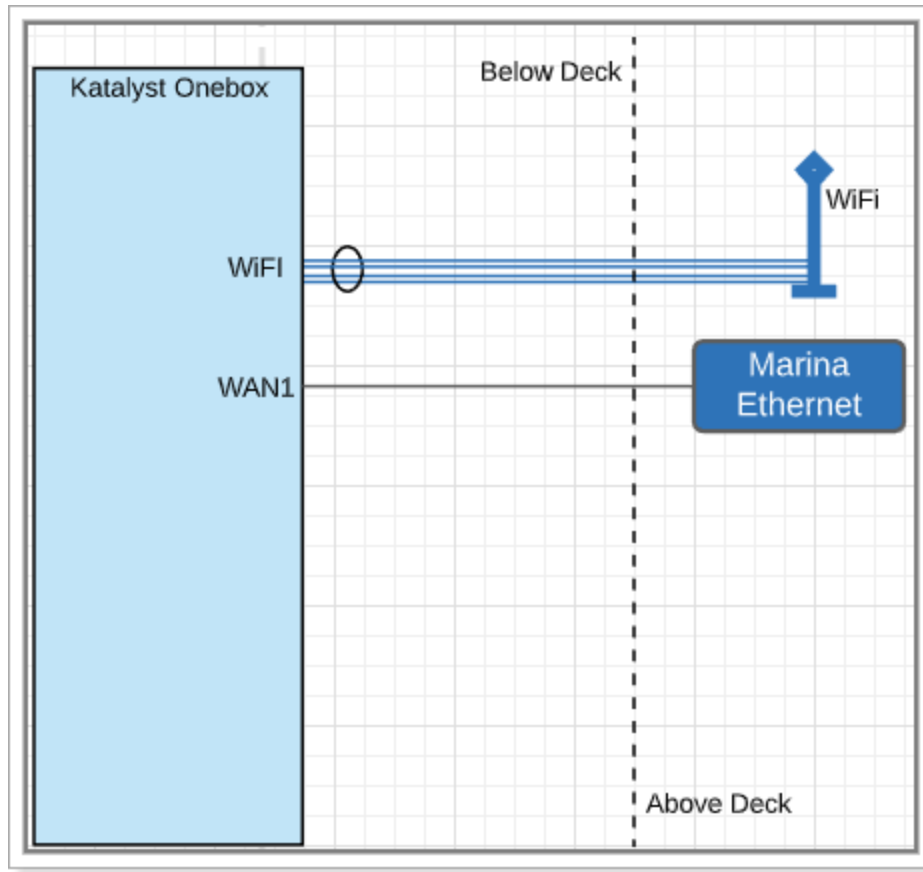 Below Deck
Katalyst Onebox
WiFi
WiFI
WAN1
Marina
Ethernet
Above Deck